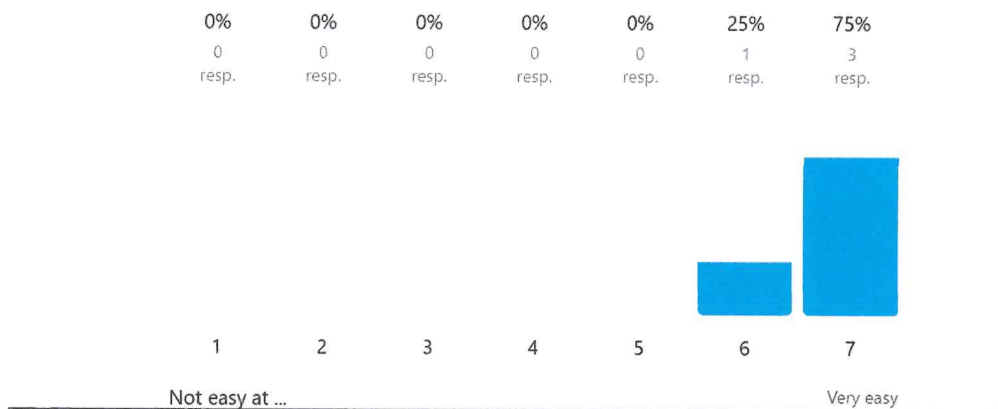 0% 0% 0% 0% 0% 25% 75%
0 0 0 0 0 1 3
resp. resp. resp. resp. resp. resp. resp.
1 2 3 4 5 6 7
Not easy at ... Very easy